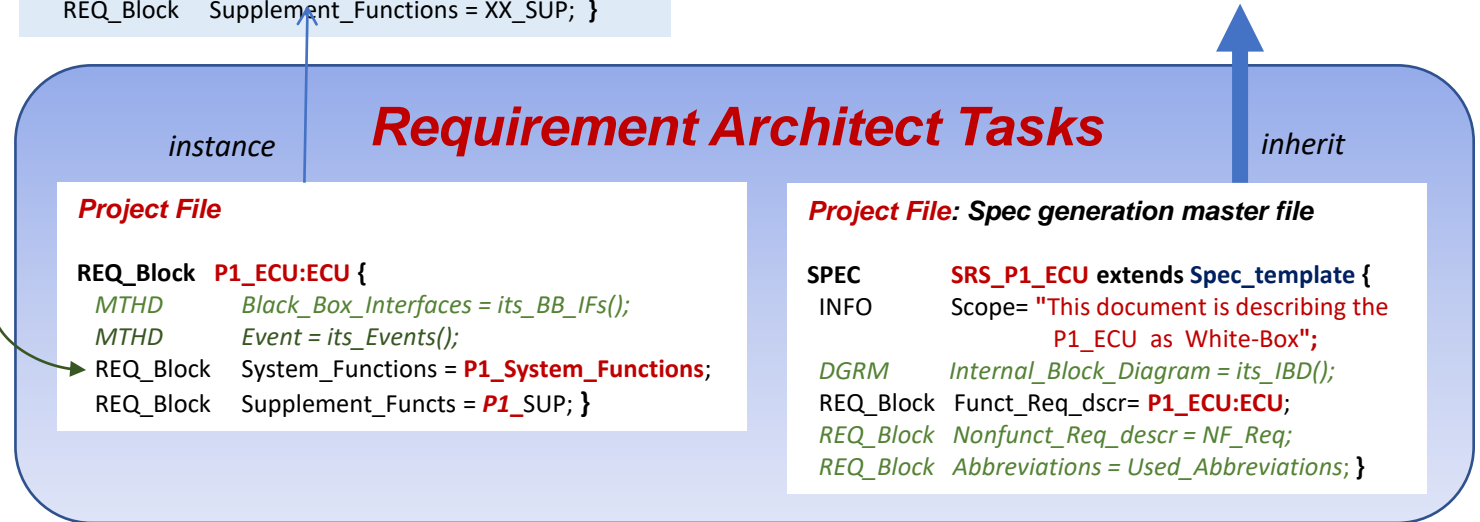 REQ_Block Supplement_Functions = XX_SUP; }
Requirement Architect Tasks
instance
inherit
Project File
REQ_Block P1_ECU:ECU {
MTHD Black_Box_Interfaces = its_BB_IFs();
MTHD Event = its_Events();
REQ_Block System_Functions = P1_System_Functions;
REQ_Block Supplement_Functs = P1_SUP; }
Project File: Spec generation master file
SPEC SRS_P1_ECU extends Spec_template {
INFO Scope= "This document is describing the
P1_ECU as White-Box";
DGRM Internal_Block_Diagram = its_IBD();
REQ_Block Funct_Req_dscr= P1_ECU:ECU;
REQ_Block Nonfunct_Req_descr = NF_Req;
REQ_Block Abbreviations = Used_Abbreviations; }